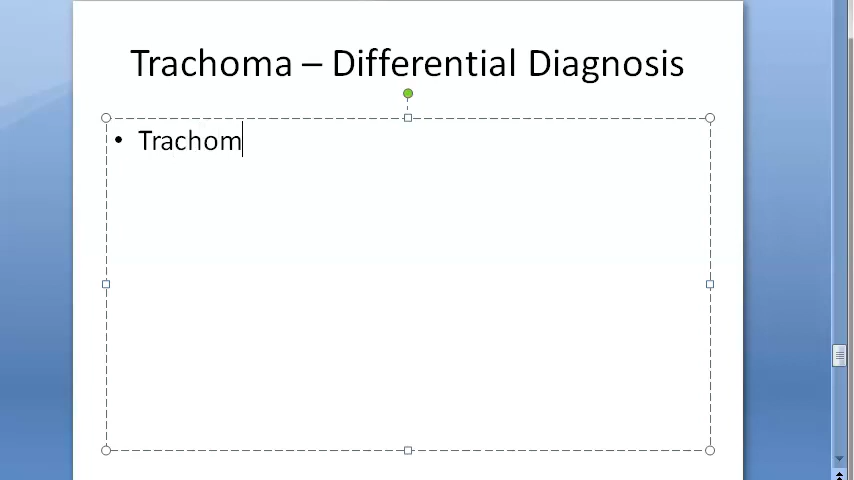 Trachoma – Differential Diagnosis
• Trachom